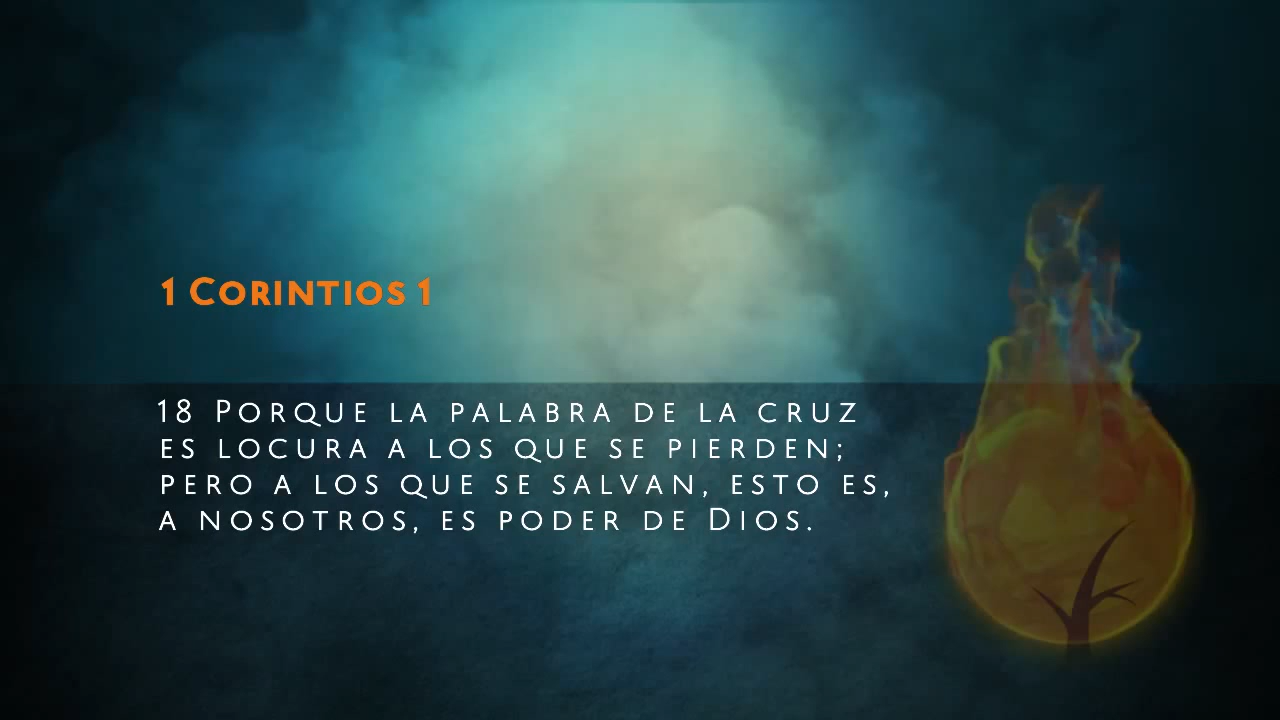 1 Corintios 1
18 Porque la palabra de la cruz
es locura a los que se pierden;
pero a los que se salvan, esto es,
a nosotros, es poder de Dios.